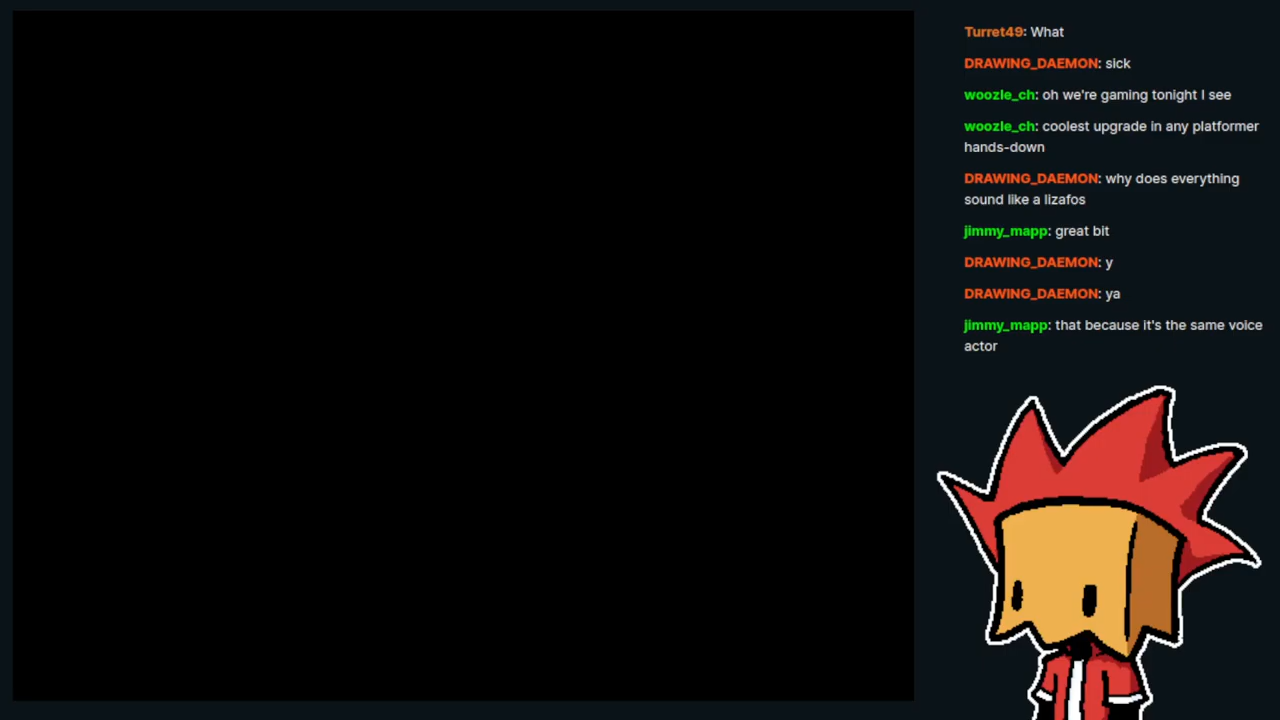 Turret49: What
DRAWING_DAEMON: sick
woozle_ch: oh we're gaming tonight I see
woozle_ch: coolest upgrade in any platformer
hands-down
DRAWING_DAEMON: why does everything
sound like a lizafos
jimmy_mapp: great bit
DRAWING_DAEMON: y
DRAWING_DAEMON: ya
jimmy_mapp: that because it's the same voice
actor